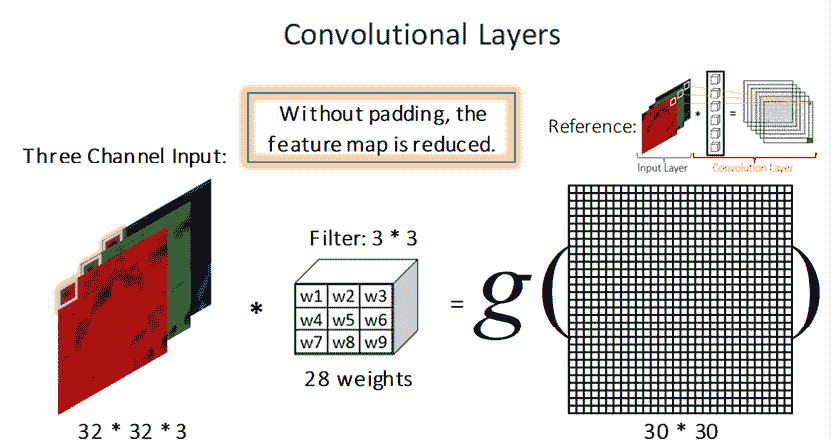 Convolutional Layers
Without padding, the
feature map is reduced.
Reference:
*
=
Input Layer
Convolution Layer
Three Channel Input:
Filter: 3 * 3
*
w1 w2 w3
w4 w5 w6
w7 w8 w9
= g( )
28 weights
32 * 32 * 3
30 * 30